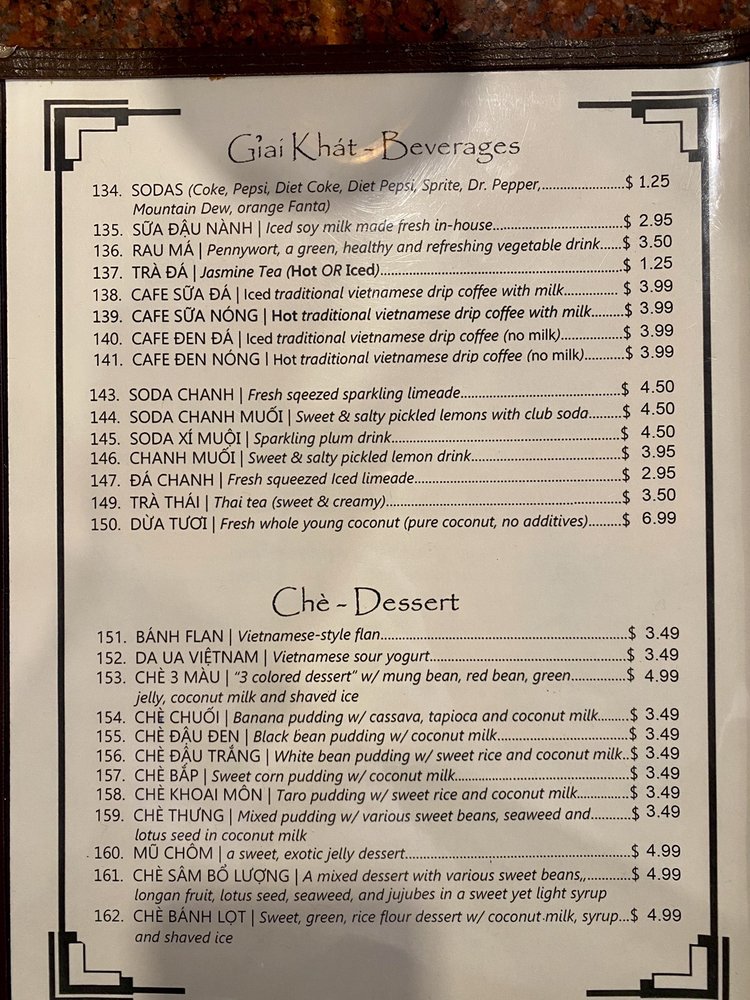 Giải Khát - Beverages
134. SODAS (Coke, Pepsi, Diet Coke, Diet Pepsi, Sprite, Dr. Pepper,......................$ 1.25
Mountain Dew, orange Fanta)
135. SỮA ĐẬU NÀNH | Iced soy milk made fresh in-house.................................$ 2.95
136. RAU MÁ | Pennywort, a green, healthy and refreshing vegetable drink......$ 3.50
137. TRÀ ĐÁ | Jasmine Tea (Hot OR Iced)..........................................................$ 1.25
138. CAFE SỮA ĐÁ | Iced traditional vietnamese drip coffee with milk..............$ 3.99
139. CAFE SỮA NÓNG | Hot traditional vietnamese drip coffee with milk........$ 3.99
140. CAFE ĐEN ĐÁ | Iced traditional vietnamese drip coffee (no milk)...............$ 3.99
141. CAFE ĐEN NÓNG | Hot traditional vietnamese drip coffee (no milk).........$ 3.99
143. SODA CHANH | Fresh sqeezed sparkling limeade.......................................$ 4.50
144. SODA CHANH MUỐI | Sweet & salty pickled lemons with club soda........$ 4.50
145. SODA XÍ MUỘI | Sparkling plum drink.......................................................$ 4.50
146. CHANH MUỐI | Sweet & salty pickled lemon drink.....................................$ 3.95
147. ĐÁ CHANH | Fresh squeezed Iced limeade..................................................$ 2.95
149. TRÀ THÁI | Thai tea (sweet & creamy).........................................................$ 3.50
150. DỪA TƯƠI | Fresh whole young coconut (pure coconut, no additives)........$ 6.99
Chè - Dessert
151. BÁNH FLAN | Vietnamese-style flan............................................................$ 3.49
152. DA UA VIỆTNAM | Vietnamese sour yogurt................................................$ 3.49
153. CHÈ 3 MÀU | "3 colored dessert" w/ mung bean, red bean, green..............$ 4.99
jelly, coconut milk and shaved ice
154. CHÈ CHUỐI | Banana pudding w/ cassava, tapioca and coconut milk........$ 3.49
155. CHÈ ĐẬU ĐEN | Black bean pudding w/ coconut milk................................$ 3.49
156. CHÈ ĐẬU TRẮNG | White bean pudding w/ sweet rice and coconut milk..$ 3.49
157. CHÈ BẮP | Sweet corn pudding w/ coconut milk..........................................$ 3.49
158. CHÈ KHOAI MÔN | Taro pudding w/ sweet rice and coconut milk.............$ 3.49
159. CHÈ THƯNG | Mixed pudding w/ various sweet beans, seaweed and.........$ 3.49
lotus seed in coconut milk
160. MŨ CHÔM | a sweet, exotic jelly dessert......................................................$ 4.99
161. CHÈ SÂM BỔ LƯỢNG | A mixed dessert with various sweet beans,,...........$ 4.99
longan fruit, lotus seed, seaweed, and jujubes in a sweet yet light syrup
162. CHÈ BÁNH LỌT | Sweet, green, rice flour dessert w/ coconut milk, syrup...$ 4.99
and shaved ice